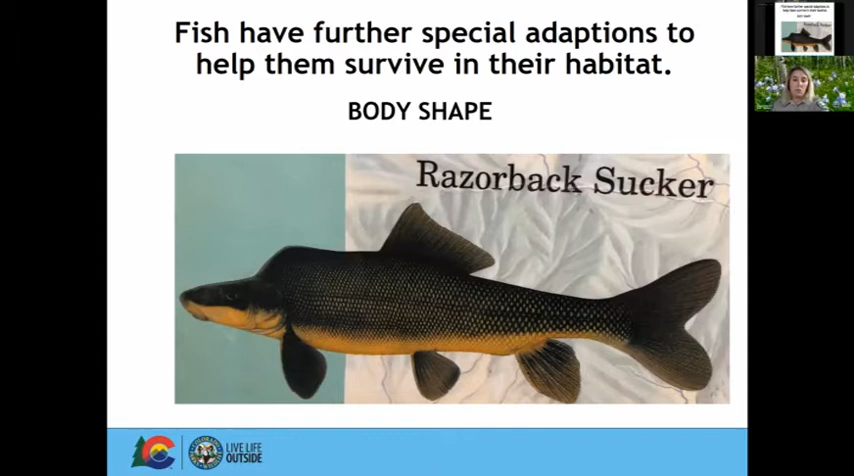 Fish have further special adaptions to
help them survive in their habitat.
BODY SHAPE
Razorback Sucker
LIVE LIFE
OUTSIDE